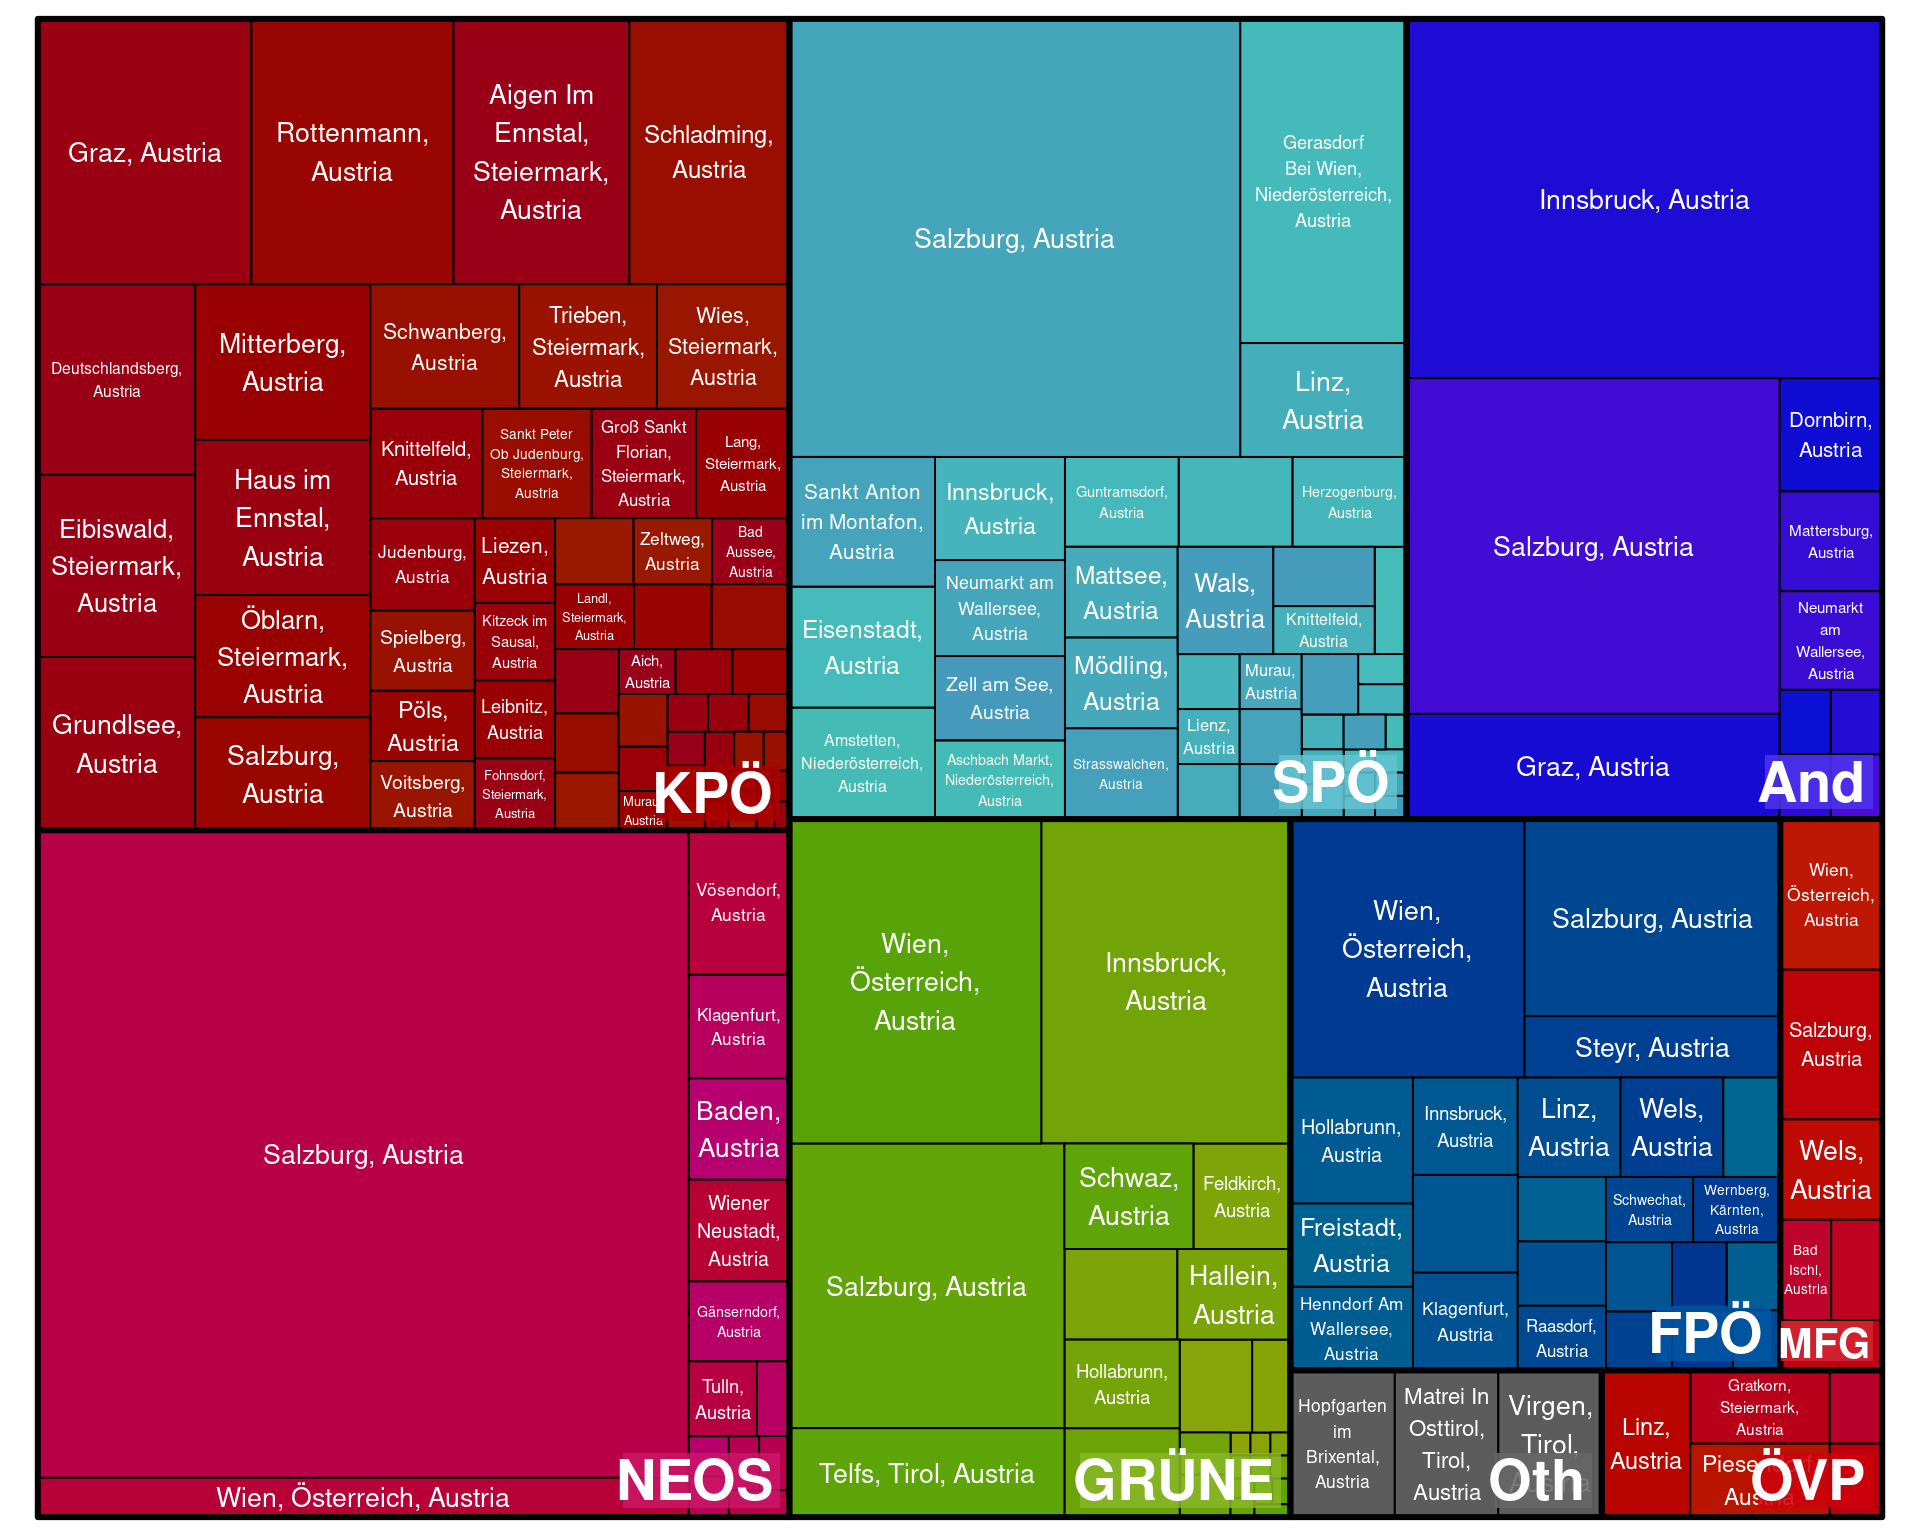 Graz, Austria
Rottenmann,
Austria
Aigen Im
Ennstal,
Steiermark,
Austria
Schladming,
Austria
Deutschlandsberg,
Austria
Mitterberg,
Austria
Schwanberg,
Austria
Trieben,
Steiermark,
Austria
Wies,
Steiermark,
Austria
Eibiswald,
Steiermark,
Austria
Haus im
Ennstal,
Austria
Knittelfeld,
Austria
Sankt Peter
Ob Judenburg,
Steiermark,
Austria
Groß Sankt
Florian,
Steiermark,
Austria
Lang,
Steiermark,
Austria
Judenburg,
Austria
Liezen,
Austria
Zeltweg,
Austria
Bad
Aussee,
Austria
Öblarn,
Steiermark,
Austria
Spielberg,
Austria
Kitzeck im
Sausal,
Austria
Landl,
Steiermark,
Austria
Aich,
Austria
Grundlsee,
Austria
Salzburg,
Austria
Pöls,
Austria
Leibnitz,
Austria
Voitsberg,
Austria
Fohnsdorf,
Steiermark,
Austria
Murau,
Austria
KPÖ
Salzburg, Austria
Gerasdorf
Bei Wien,
Niederösterreich,
Austria
Linz,
Austria
Sankt Anton
im Montafon,
Austria
Innsbruck,
Austria
Guntramsdorf,
Austria
Herzogenburg,
Austria
Eisenstadt,
Austria
Neumarkt am
Wallersee,
Austria
Mattsee,
Austria
Wals,
Austria
Knittelfeld,
Austria
Zell am See,
Austria
Mödling,
Austria
Murau,
Austria
Lienz,
Austria
Amstetten,
Niederösterreich,
Austria
Aschbach Markt,
Niederösterreich,
Austria
Strasswalchen,
Austria
SPÖ
Innsbruck, Austria
Salzburg, Austria
Dornbirn,
Austria
Mattersburg,
Austria
Neumarkt
am
Wallersee,
Austria
Graz, Austria
And
Salzburg, Austria
Vösendorf,
Austria
Klagenfurt,
Austria
Baden,
Austria
Wiener
Neustadt,
Austria
Gänserndorf,
Austria
Tulln,
Austria
Wien, Österreich, Austria
NEOS
Wien,
Österreich,
Austria
Innsbruck,
Austria
Salzburg, Austria
Schwaz,
Austria
Feldkirch,
Austria
Hallein,
Austria
Hollabrunn,
Austria
Telfs, Tirol, Austria
GRÜNE
Wien,
Österreich,
Austria
Salzburg, Austria
Steyr, Austria
Hollabrunn,
Austria
Innsbruck,
Austria
Linz,
Austria
Wels,
Austria
Freistadt,
Austria
Schwechat,
Austria
Wernberg,
Kärnten,
Austria
Henndorf Am
Wallersee,
Austria
Klagenfurt,
Austria
Raasdorf,
Austria
FPÖ
Wien,
Österreich,
Austria
Salzburg,
Austria
Wels,
Austria
Bad
Ischl,
Austria
MFG
Hopfgarten
im
Brixental,
Austria
Matrei In
Osttirol,
Tirol,
Austria
Virgen,
Tirol,
Austria
Oth
Linz,
Austria
Gratkorn,
Steiermark,
Austria
ÖVP